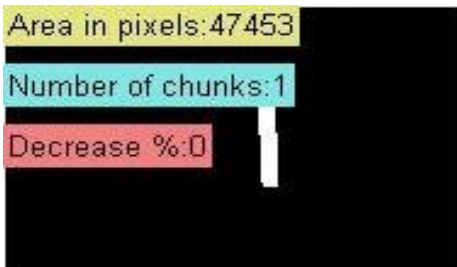 Area in pixels:47453
Number of chunks:1
Decrease %:0